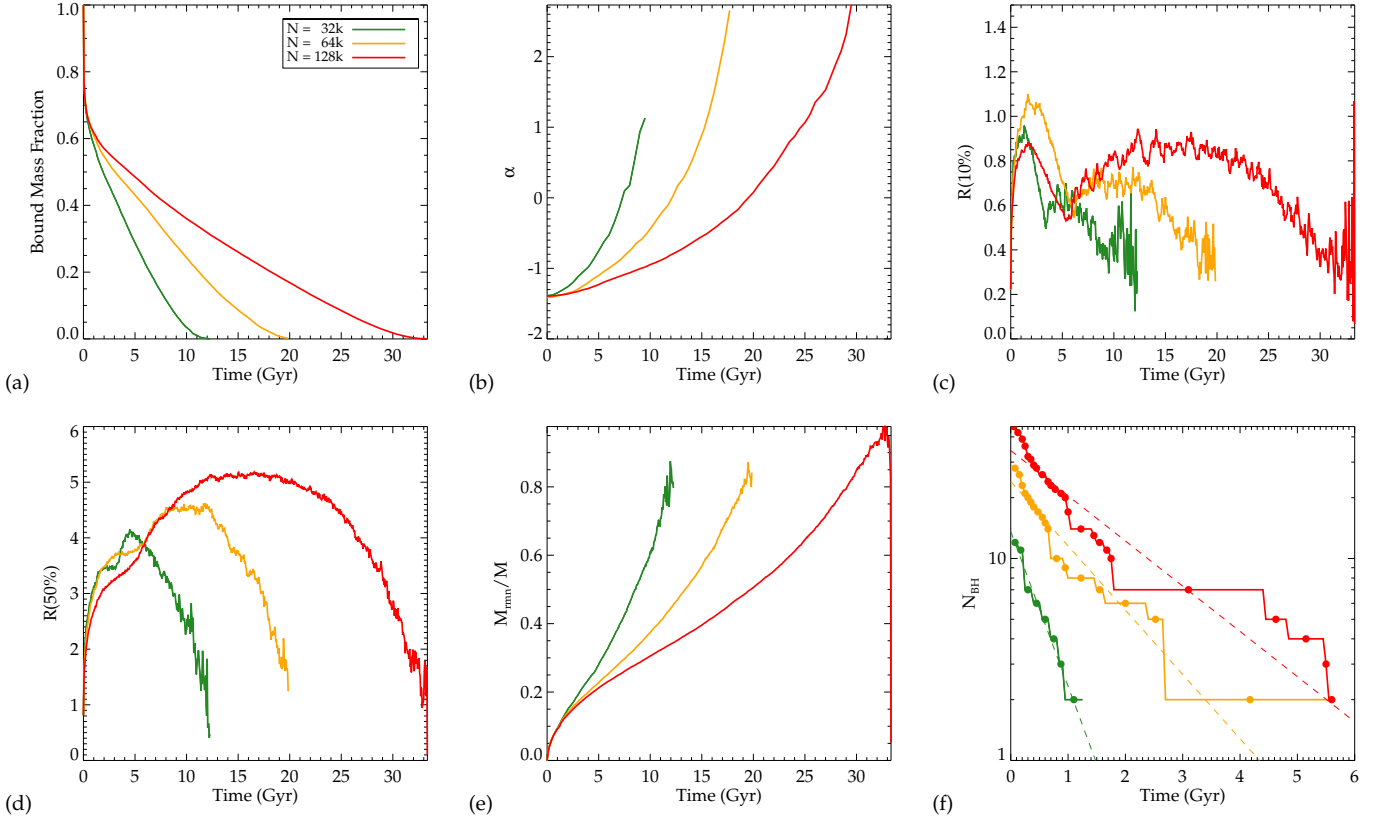 1.0
0.8
0.6
0.4
0.2
0.0
Bound Mass Fraction
N = 32k
N = 64k
N = 128k
0 5 10 15 20 25 30
Time (Gyr)
(a)
2
1
0
-1
-2
α
0 5 10 15 20 25 30
Time (Gyr)
(b)
1.4
1.2
1.0
0.8
0.6
0.4
0.2
0.0
R(10%)
0 5 10 15 20 25 30
Time (Gyr)
(c)
6
5
4
3
2
1
0
R(50%)
0 5 10 15 20 25 30
Time (Gyr)
(d)
0.8
0.6
0.4
0.2
0.0
M_rmn/M
0 5 10 15 20 25 30
Time (Gyr)
(e)
10
1
N_BH
0 1 2 3 4 5 6
Time (Gyr)
(f)